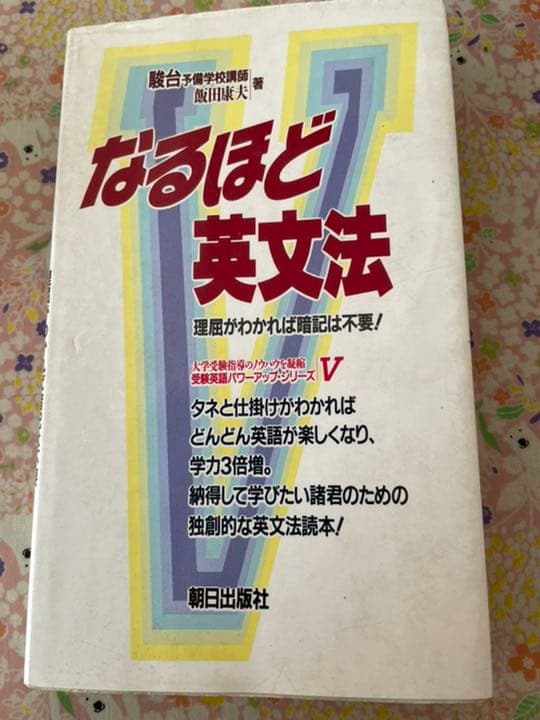 駿台予備学校講師
飯田康夫 著
なるほど
英文法
理屈がわかれば暗記は不要!
大学受験指導のノウハウを凝縮
受験英語パワーアップ・シリーズ V
タネと仕掛けがわかれば
どんどん英語が楽しくなり、
学力3倍増。
納得して学びたい諸君のための
独創的な英文法読本!
朝日出版社